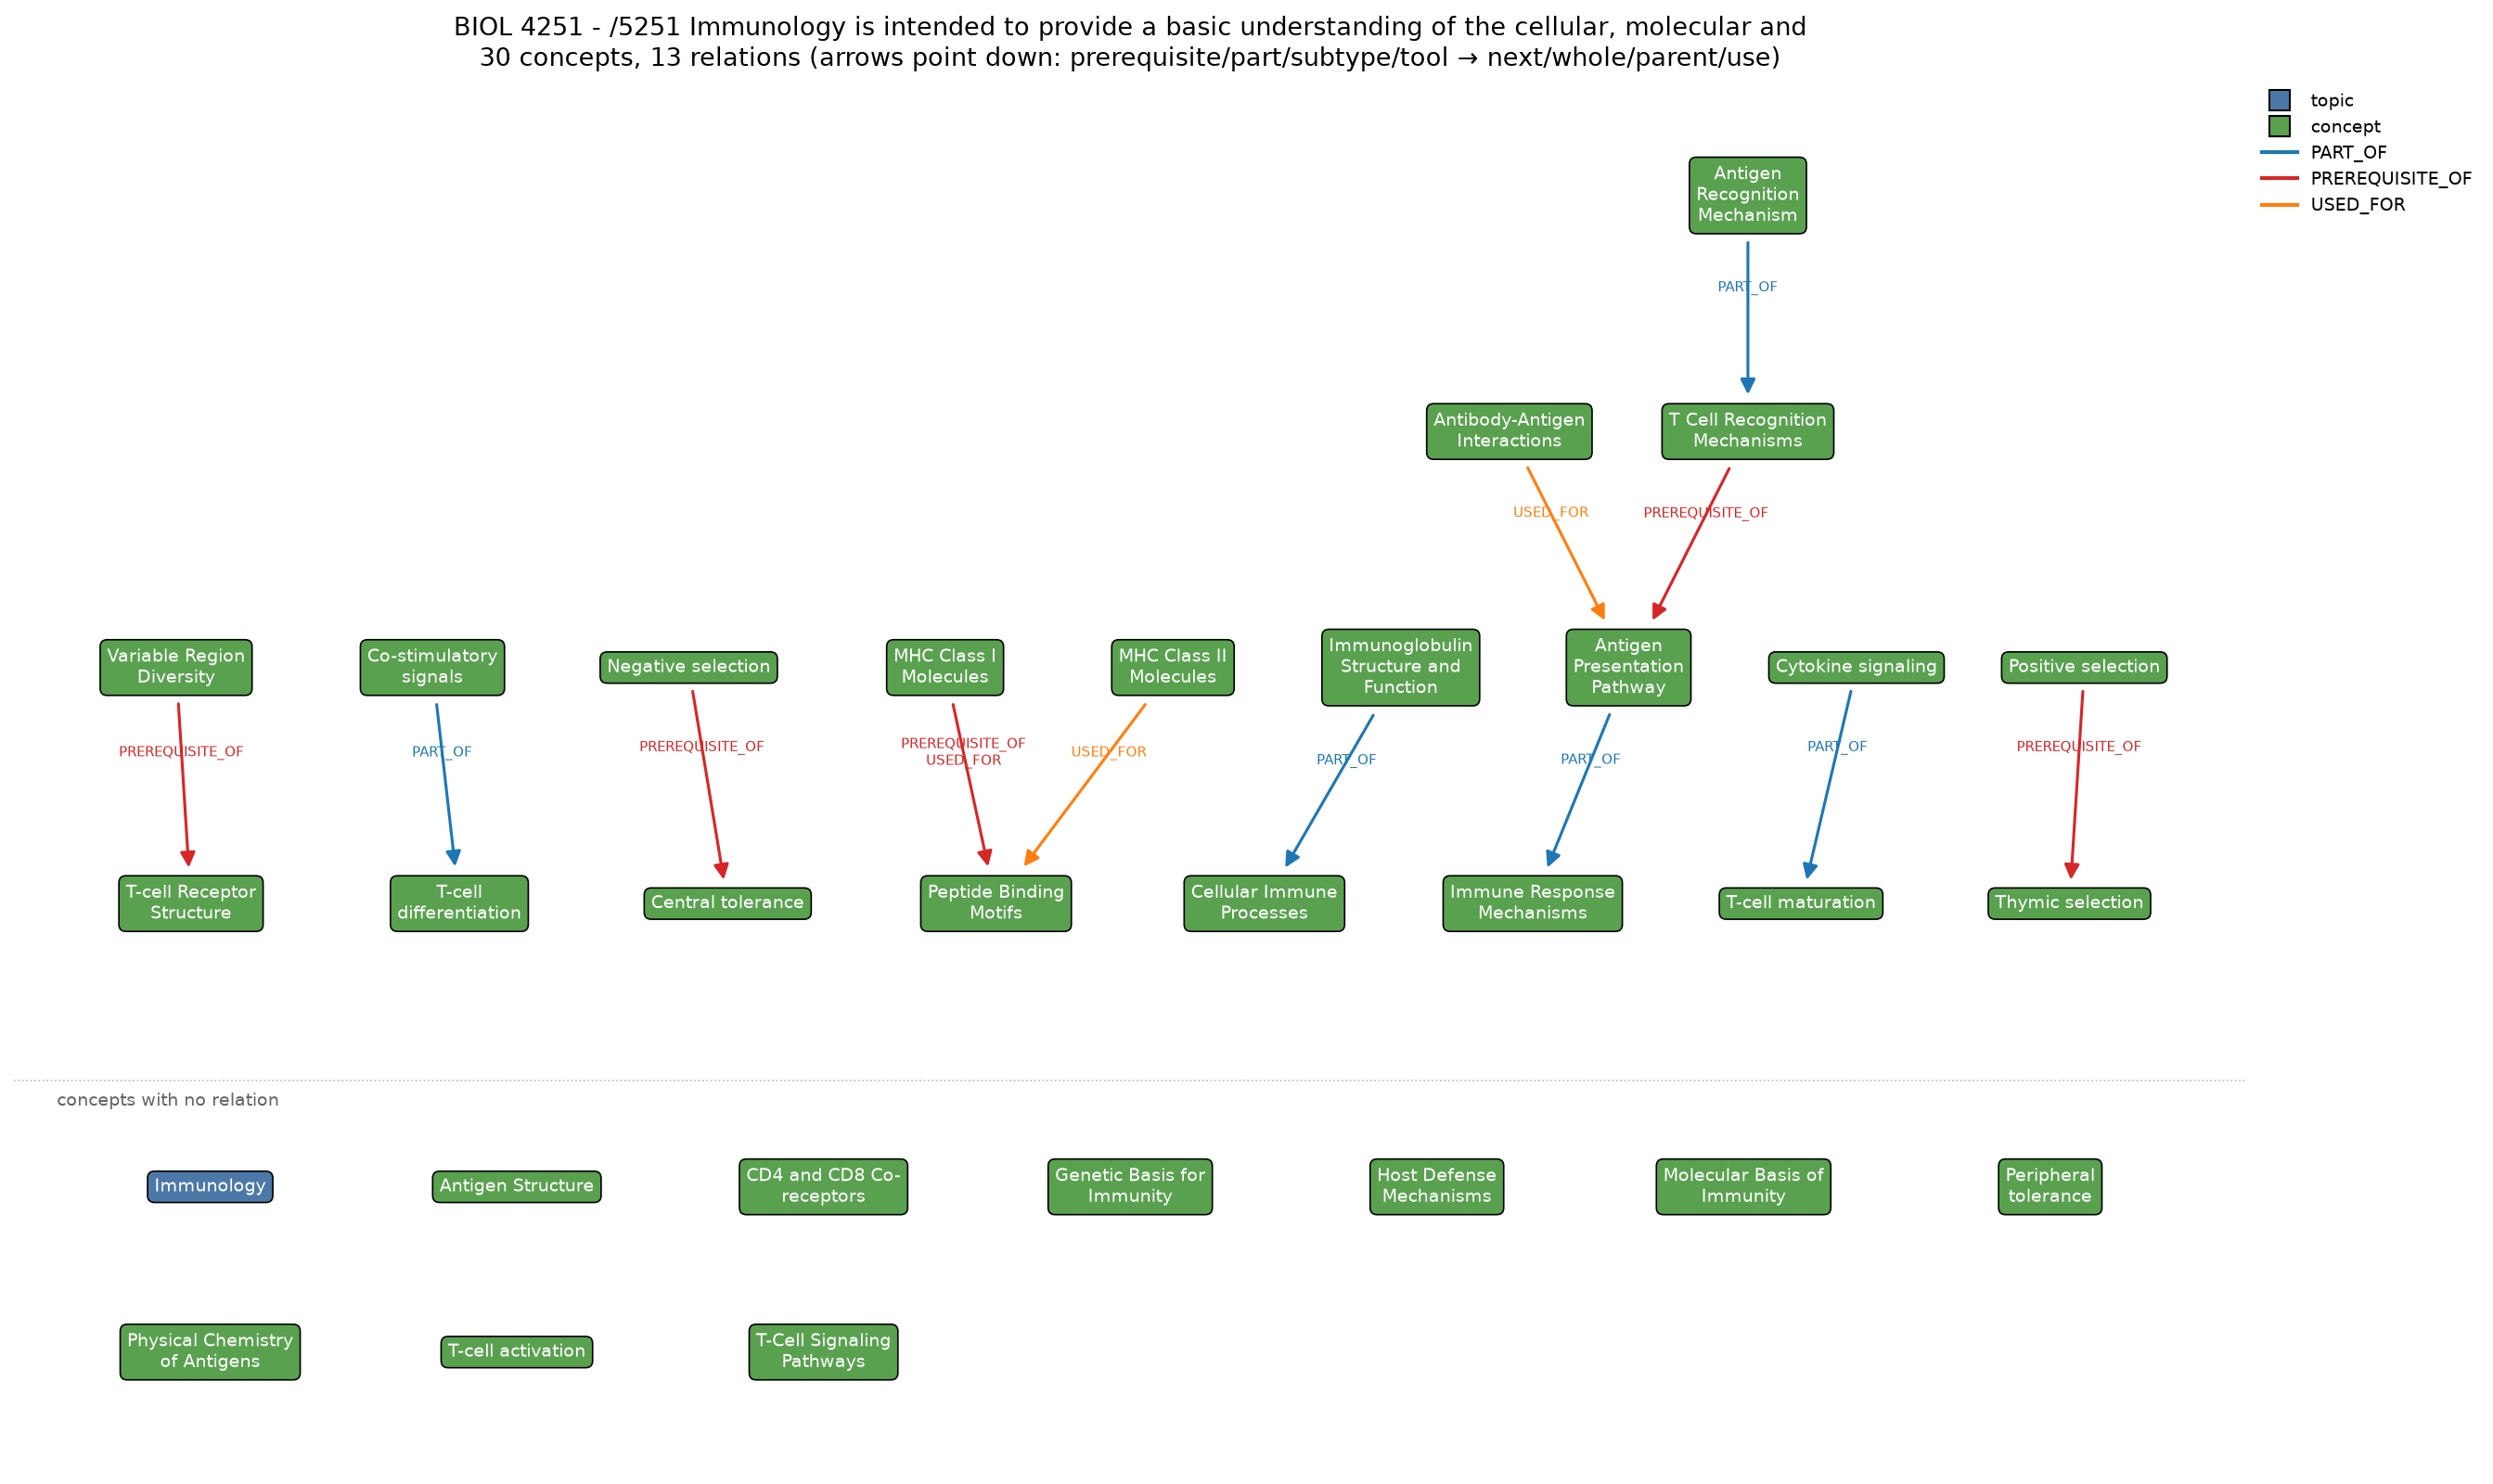 BIOL 4251 - /5251 Immunology is intended to provide a basic understanding of the cellular, molecular and
30 concepts, 13 relations (arrows point down: prerequisite/part/subtype/tool → next/whole/parent/use)
topic
concept
PART_OF
PREREQUISITE_OF
USED_FOR
Antigen
Recognition
Mechanism
PART_OF
Antibody-Antigen
Interactions
T Cell Recognition
Mechanisms
USED_FOR
PREREQUISITE_OF
Variable Region
Diversity
Co-stimulatory
signals
Negative selection
MHC Class I
Molecules
MHC Class II
Molecules
Immunoglobulin
Structure and
Function
Antigen
Presentation
Pathway
Cytokine signaling
Positive selection
PREREQUISITE_OF
PART_OF
PREREQUISITE_OF
PREREQUISITE_OF
USED_FOR
USED_FOR
PART_OF
PART_OF
PART_OF
PREREQUISITE_OF
T-cell Receptor
Structure
T-cell
differentiation
Central tolerance
Peptide Binding
Motifs
Cellular Immune
Processes
Immune Response
Mechanisms
T-cell maturation
Thymic selection
concepts with no relation
Immunology
Antigen Structure
CD4 and CD8 Co-
receptors
Genetic Basis for
Immunity
Host Defense
Mechanisms
Molecular Basis of
Immunity
Peripheral
tolerance
Physical Chemistry
of Antigens
T-cell activation
T-Cell Signaling
Pathways